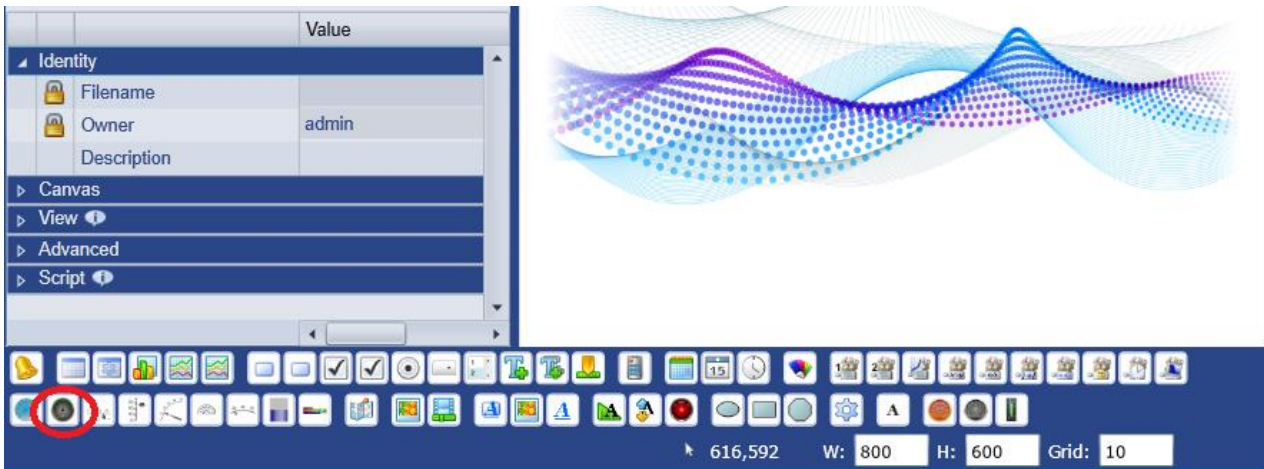 Value
Identity
Filename
Owner admin
Description
Canvas
View
Advanced
Script
15
A
616,592 W: 800 H: 600 Grid: 10